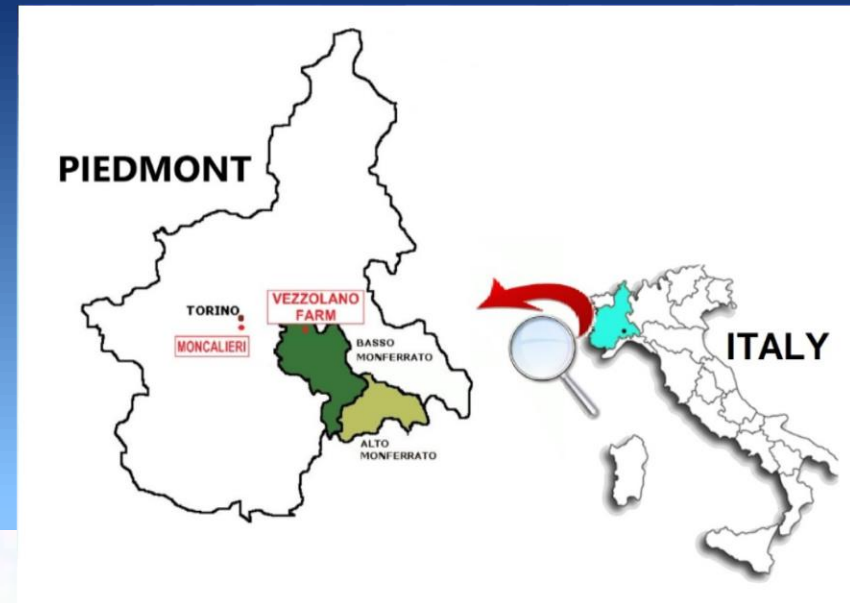 PIEDMONT
TORINO
MONCALIERI
VEZZOLANO
FARM
BASSO
MONFERRATO
ALTO
MONFERRATO
ITALY